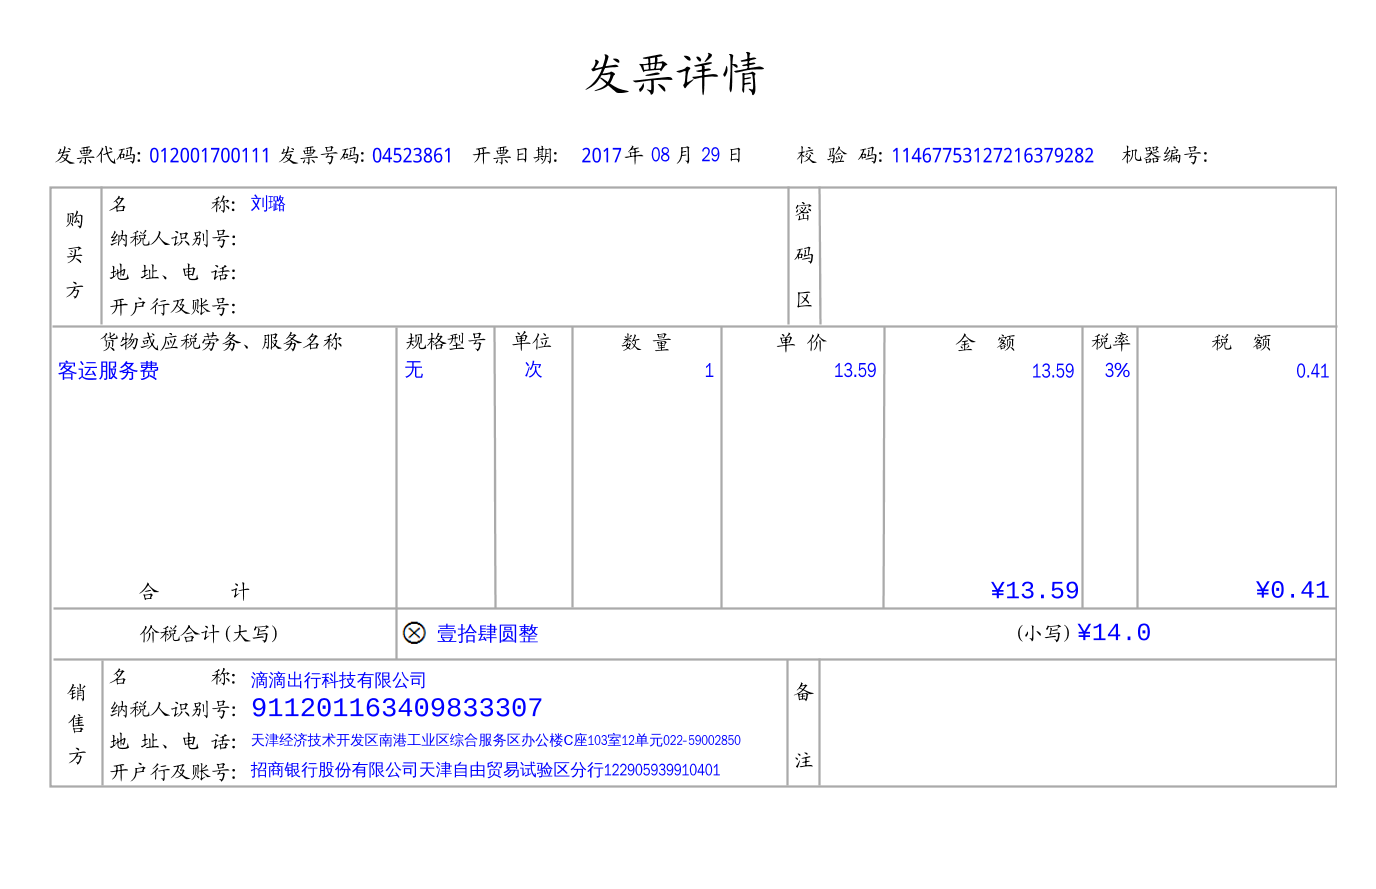 发票详情
发票代码: 012001700111 发票号码: 04523861 开票日期: 2017 年 08 月 29 日 校 验 码: 11467753127216379282 机器编号:
购买方
名 称: 刘璐
纳税人识别号:
地 址、电 话:
开户行及账号:
密码区
货物或应税劳务、服务名称 规格型号 单位 数 量 单 价 金 额 税率 税 额
客运服务费 无 次 1 13.59 13.59 3% 0.41
合 计 ¥13.59 ¥0.41
价税合计(大写) ⊗ 壹拾肆圆整 (小写) ¥14.0
销售方
名 称: 滴滴出行科技有限公司
纳税人识别号: 911201163409833307
地 址、电 话: 天津经济技术开发区南港工业区综合服务区办公楼C座103室12单元022-59002850
开户行及账号: 招商银行股份有限公司天津自由贸易试验区分行122905939910401
备注